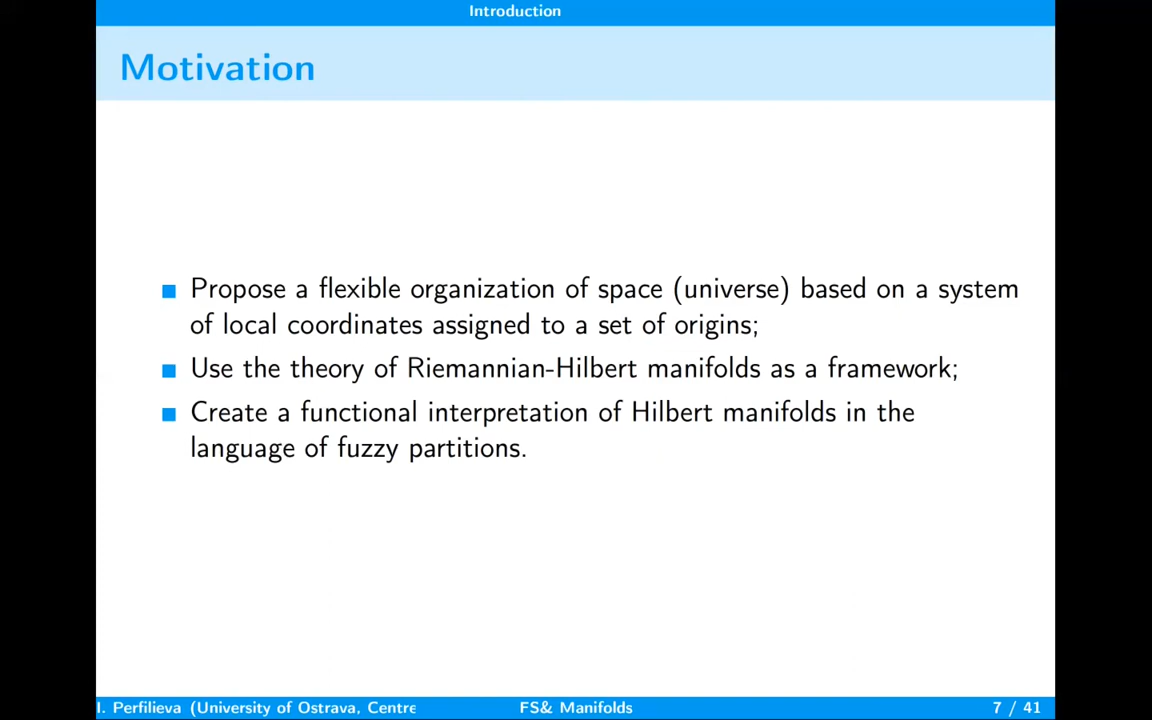 Introduction
Motivation
Propose a flexible organization of space (universe) based on a system
of local coordinates assigned to a set of origins;
Use the theory of Riemannian-Hilbert manifolds as a framework;
Create a functional interpretation of Hilbert manifolds in the
language of fuzzy partitions.
I. Perfilieva (University of Ostrava, Centre
FS& Manifolds
7 / 41